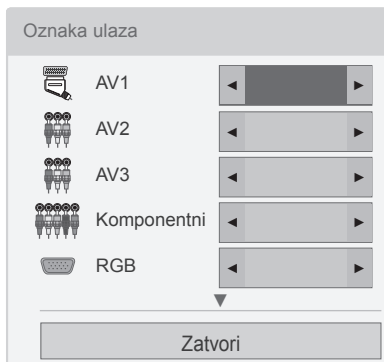 Oznaka ulaza
AV1
AV2
AV3
Komponentni
RGB
Zatvori